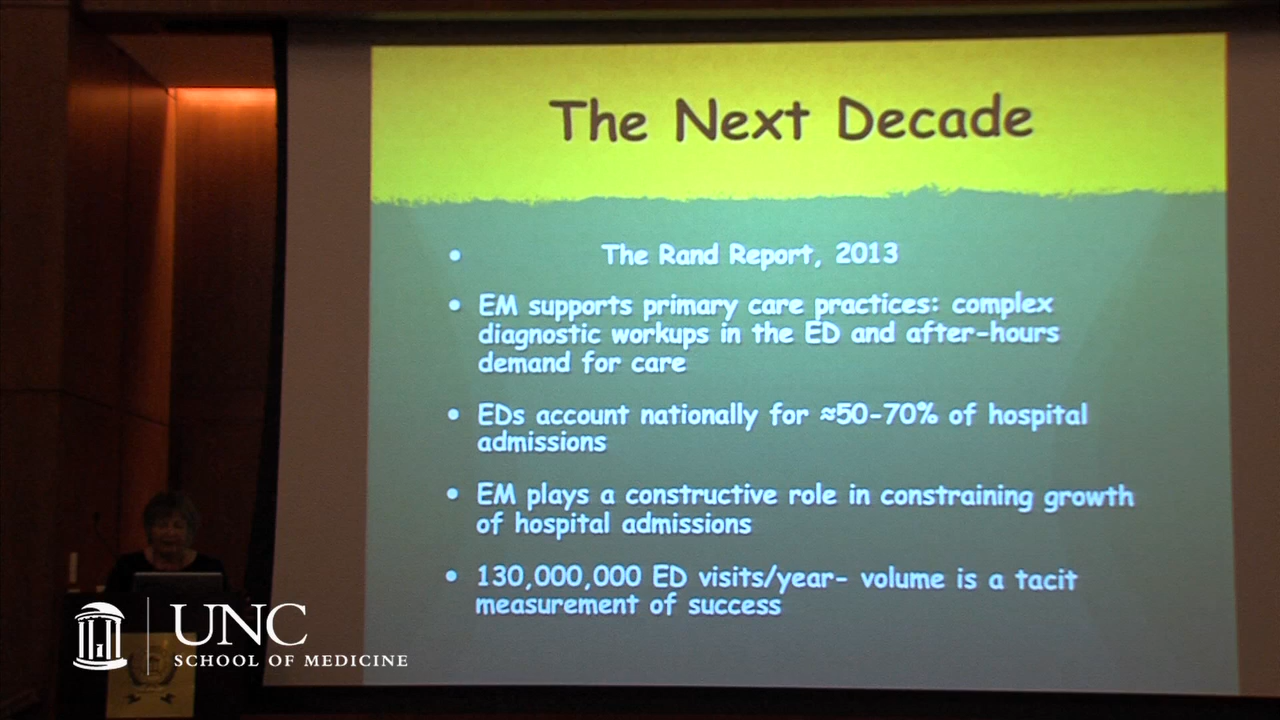 The Next Decade
• The Rand Report, 2013
• EM supports primary care practices: complex
diagnostic workups in the ED and after-hours
demand for care
• EDs account nationally for ≈50-70% of hospital
admissions
• EM plays a constructive role in constraining growth
of hospital admissions
• 130,000,000 ED visits/year- volume is a tacit
measurement of success
UNC
SCHOOL OF MEDICINE